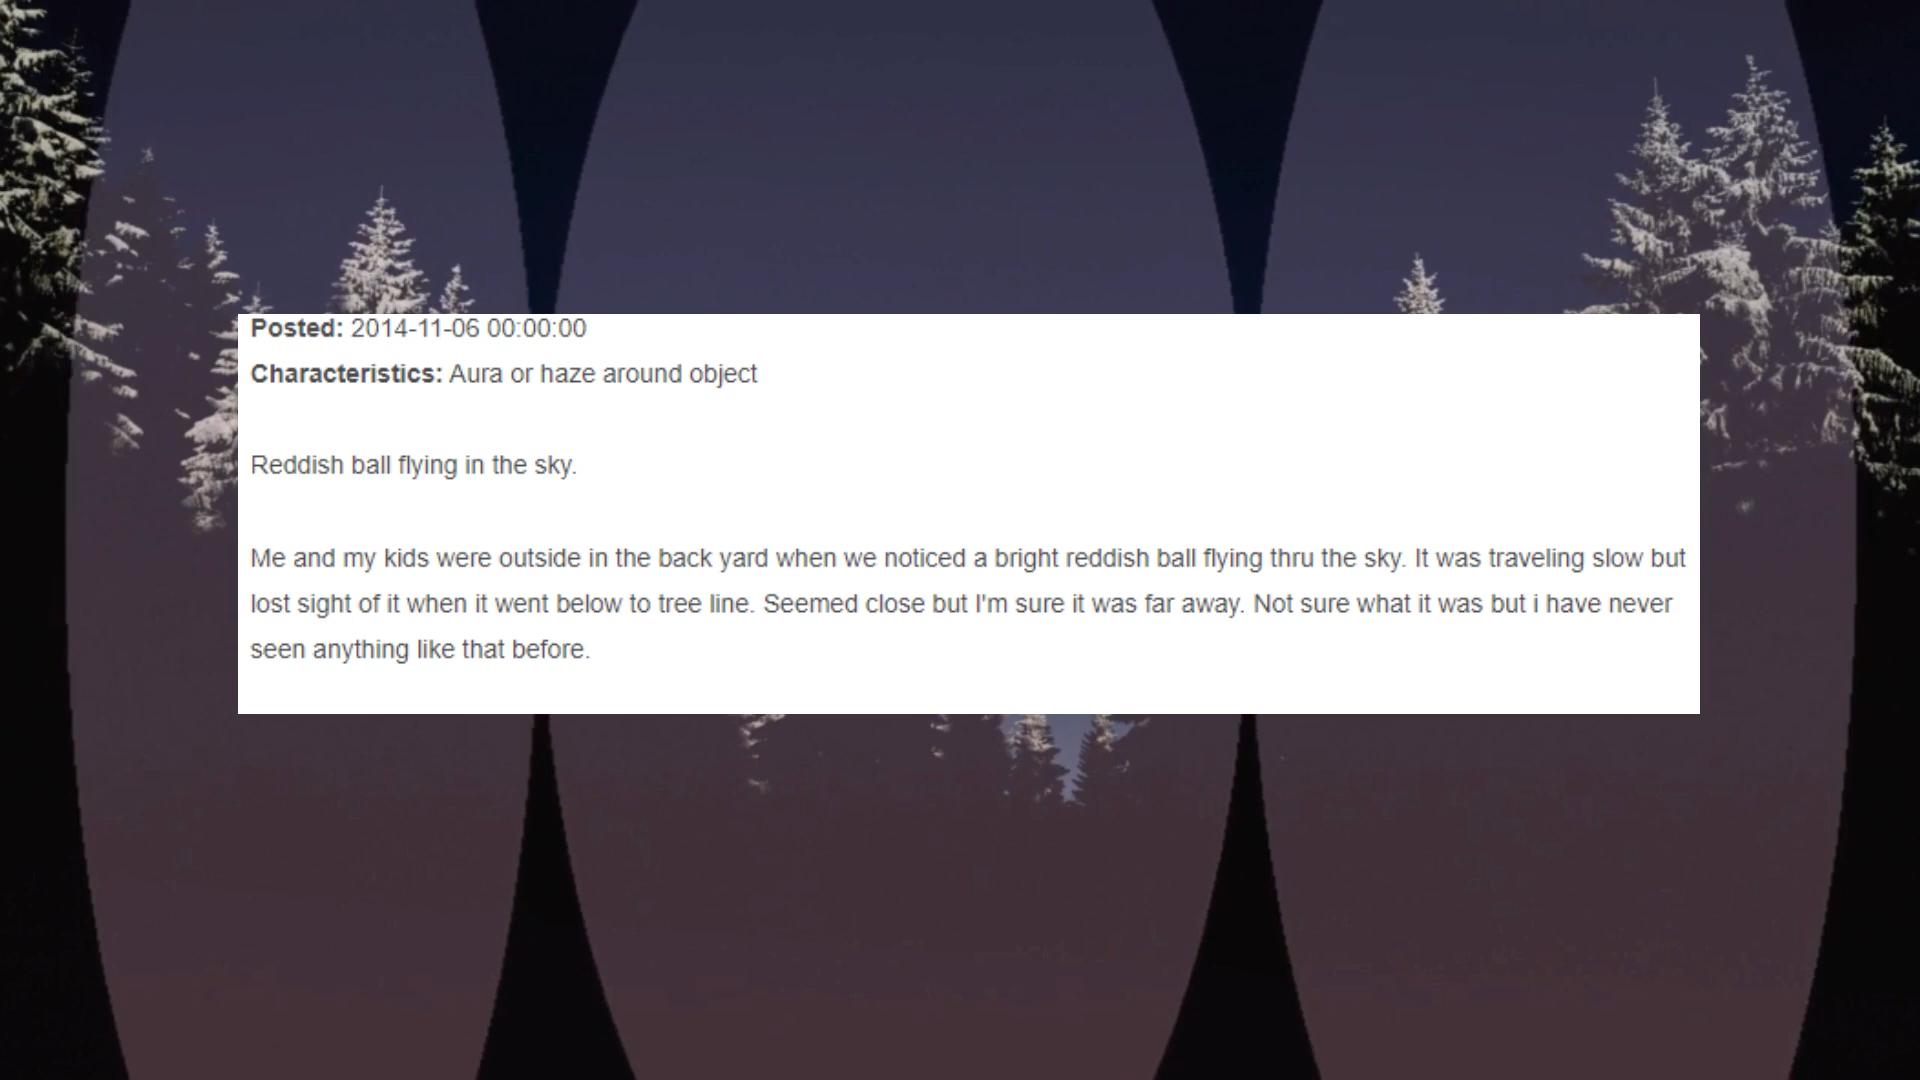 Posted: 2014-11-06 00:00:00
Characteristics: Aura or haze around object
Reddish ball flying in the sky.
Me and my kids were outside in the back yard when we noticed a bright reddish ball flying thru the sky. It was traveling slow but
lost sight of it when it went below to tree line. Seemed close but I'm sure it was far away. Not sure what it was but i have never
seen anything like that before.